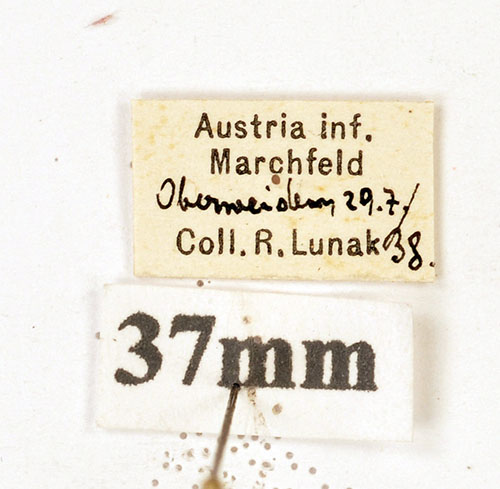 Austria inf.
Marchfeld
Oberweiden, 29.7./
Coll. R. Lunak 38.
37mm